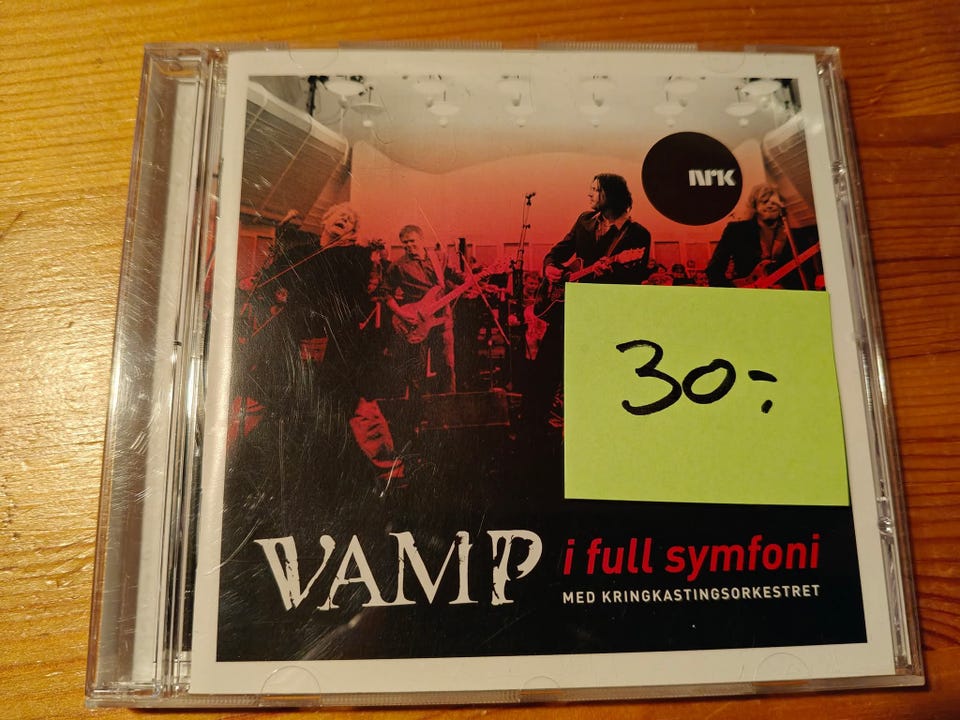 nrk
30:-
VAMP i full symfoni
MED KRINGKASTINGSORKESTRET